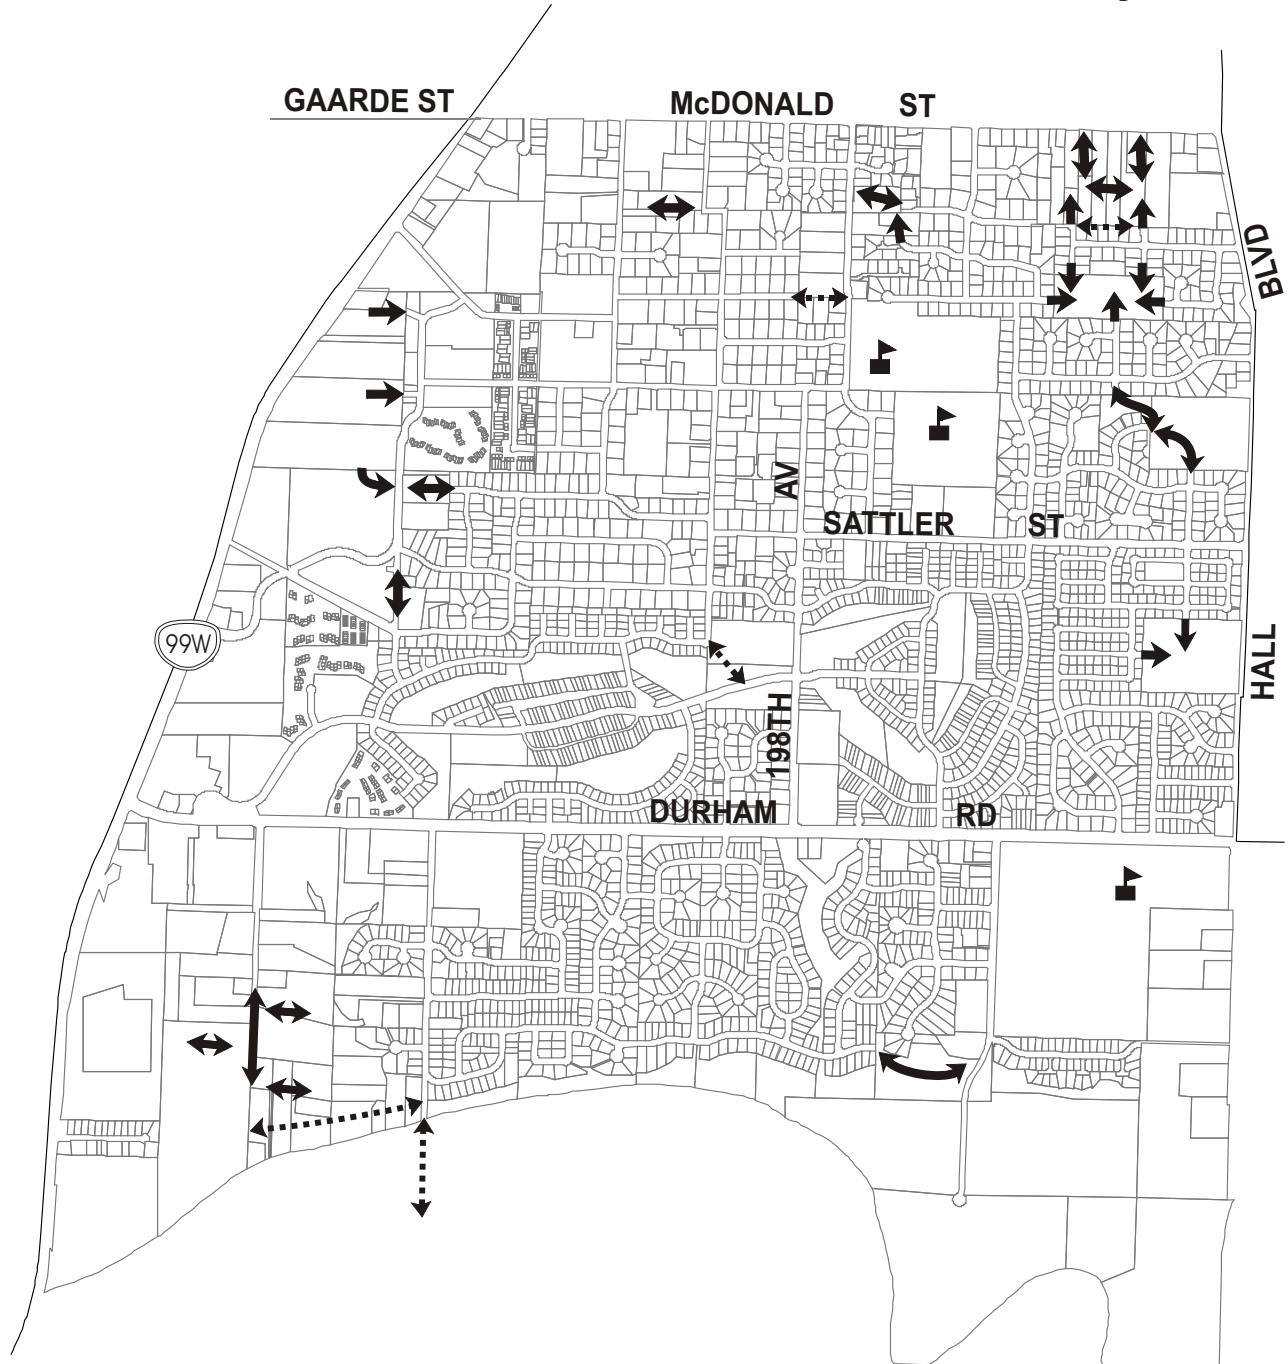 GAARDE ST
McDONALD ST
BLVD
AV
SATTLER ST
99W
HALL
198TH
DURHAM RD